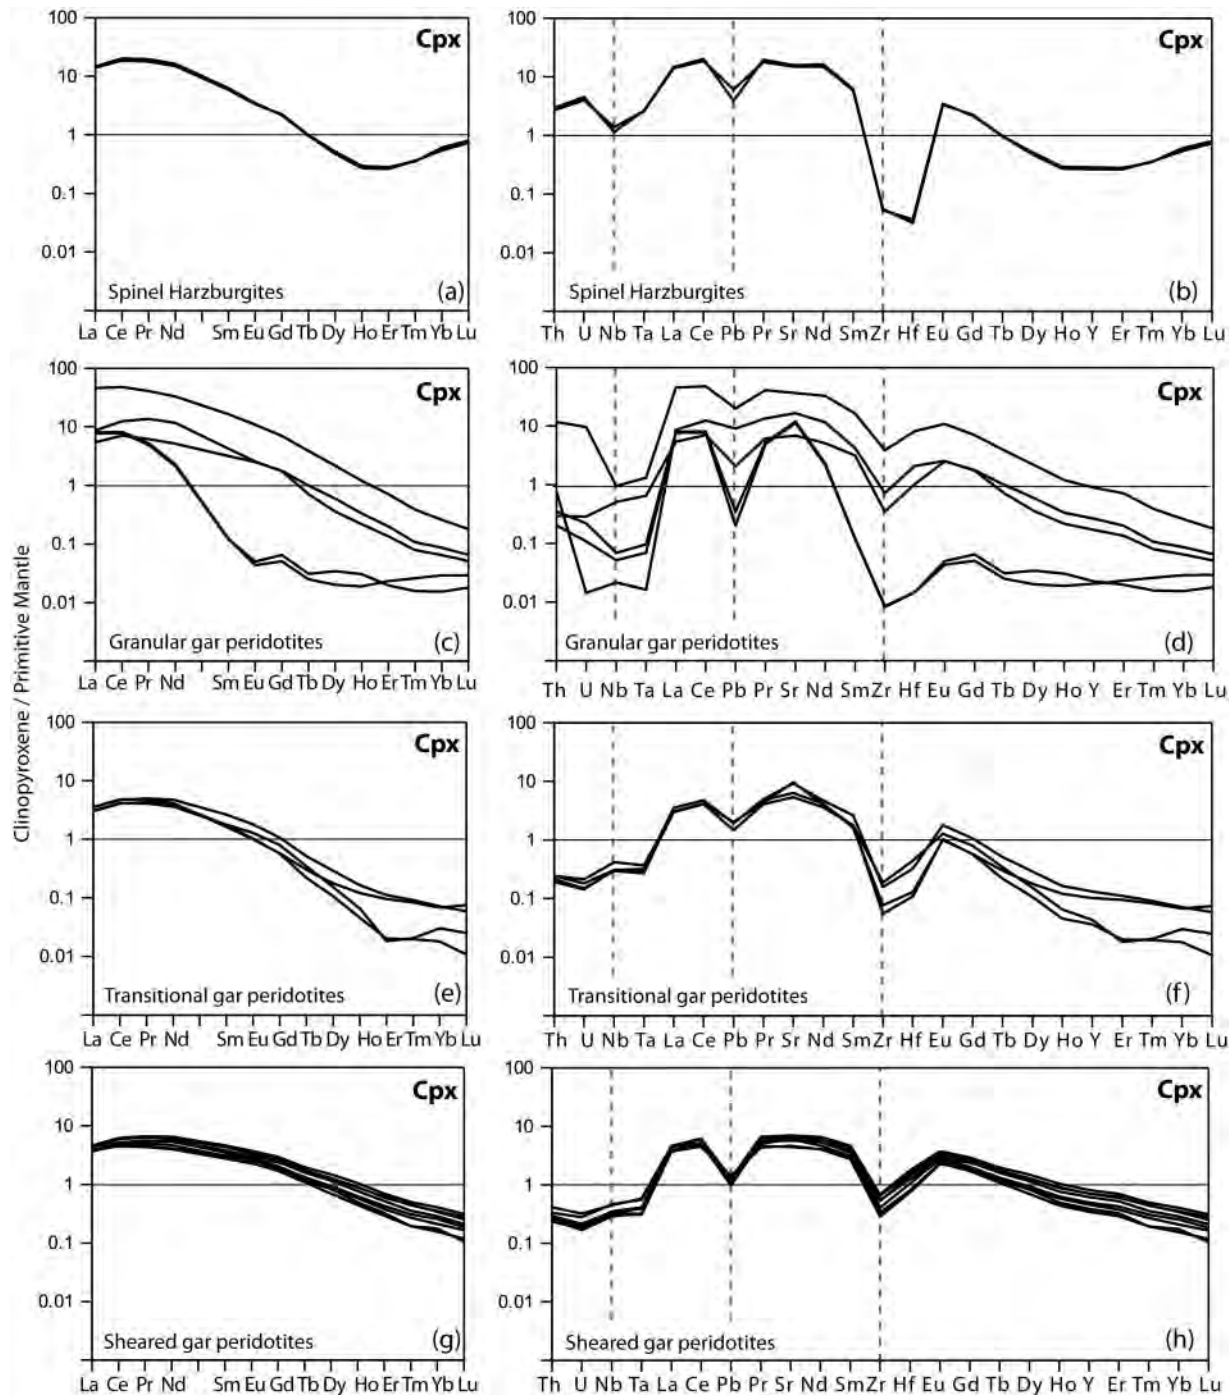 Clinopyroxene / Primitive Mantle
100
10
1
0.1
0.01
Cpx
Spinel Harzburgites
(a)
La Ce Pr Nd Sm Eu Gd Tb Dy Ho Er Tm Yb Lu
100
10
1
0.1
0.01
Cpx
Spinel Harzburgites
(b)
Th U Nb Ta La Ce Pb Pr Sr Nd Sm Zr Hf Eu Gd Tb Dy Ho Y Er Tm Yb Lu
100
10
1
0.1
0.01
Cpx
Granular gar peridotites
(c)
La Ce Pr Nd Sm Eu Gd Tb Dy Ho Er Tm Yb Lu
100
10
1
0.1
0.01
Cpx
Granular gar peridotites
(d)
Th U Nb Ta La Ce Pb Pr Sr Nd Sm Zr Hf Eu Gd Tb Dy Ho Y Er Tm Yb Lu
100
10
1
0.1
0.01
Cpx
Transitional gar peridotites
(e)
La Ce Pr Nd Sm Eu Gd Tb Dy Ho Er Tm Yb Lu
100
10
1
0.1
0.01
Cpx
Transitional gar peridotites
(f)
Th U Nb Ta La Ce Pb Pr Sr Nd Sm Zr Hf Eu Gd Tb Dy Ho Y Er Tm Yb Lu
100
10
1
0.1
0.01
Cpx
Sheared gar peridotites
(g)
La Ce Pr Nd Sm Eu Gd Tb Dy Ho Er Tm Yb Lu
100
10
1
0.1
0.01
Cpx
Sheared gar peridotites
(h)
Th U Nb Ta La Ce Pb Pr Sr Nd Sm Zr Hf Eu Gd Tb Dy Ho Y Er Tm Yb Lu